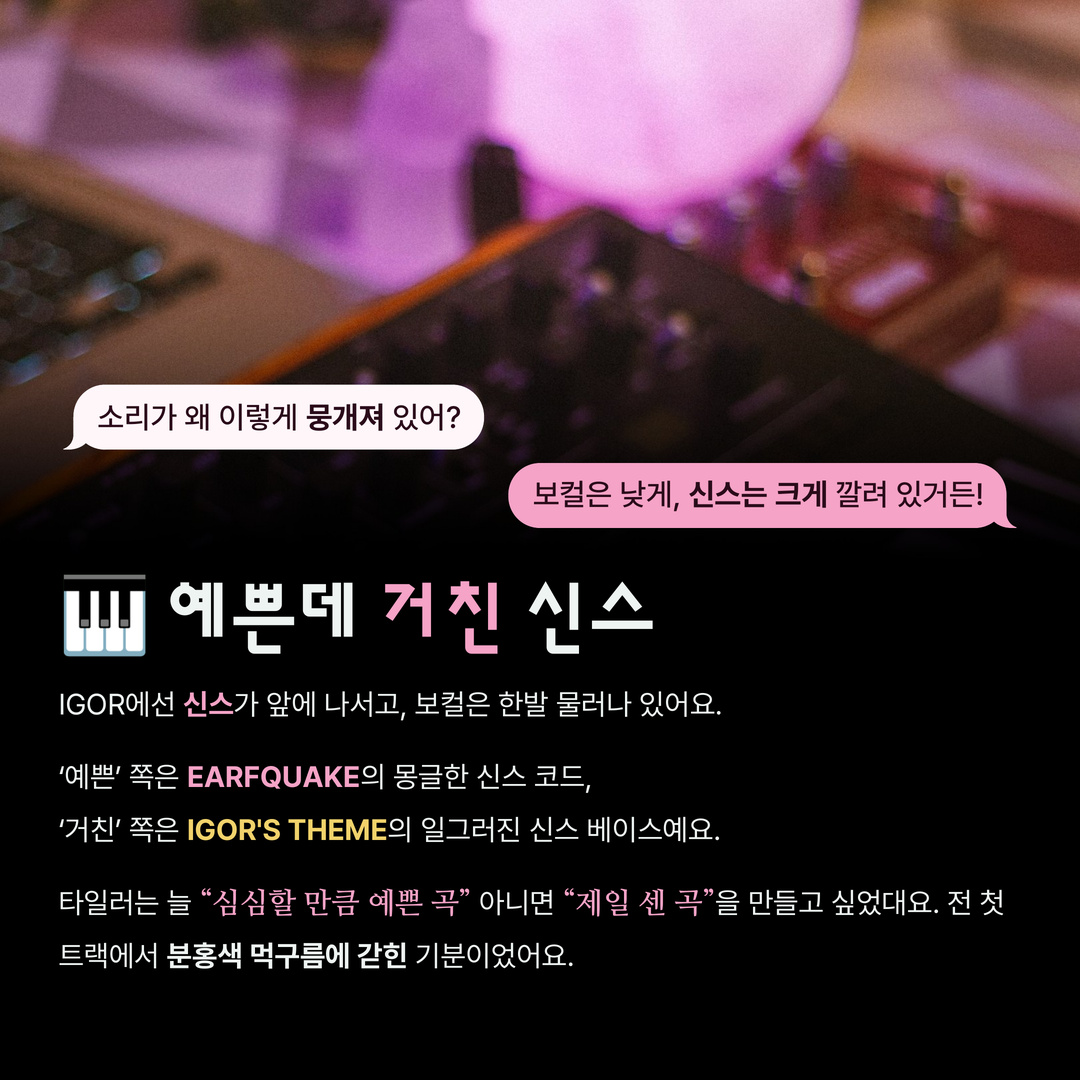 소리가 왜 이렇게 뭉개져 있어?
보컬은 낮게, 신스는 크게 깔려 있거든!
🎹 예쁜데 거친 신스
IGOR에선 신스가 앞에 나서고, 보컬은 한발 물러나 있어요.
‘예쁜’ 쪽은 EARFQUAKE의 몽글한 신스 코드,
‘거친’ 쪽은 IGOR'S THEME의 일그러진 신스 베이스예요.
타일러는 늘 “심심할 만큼 예쁜 곡” 아니면 “제일 센 곡”을 만들고 싶었대요. 전 첫
트랙에서 분홍색 먹구름에 갇힌 기분이었어요.